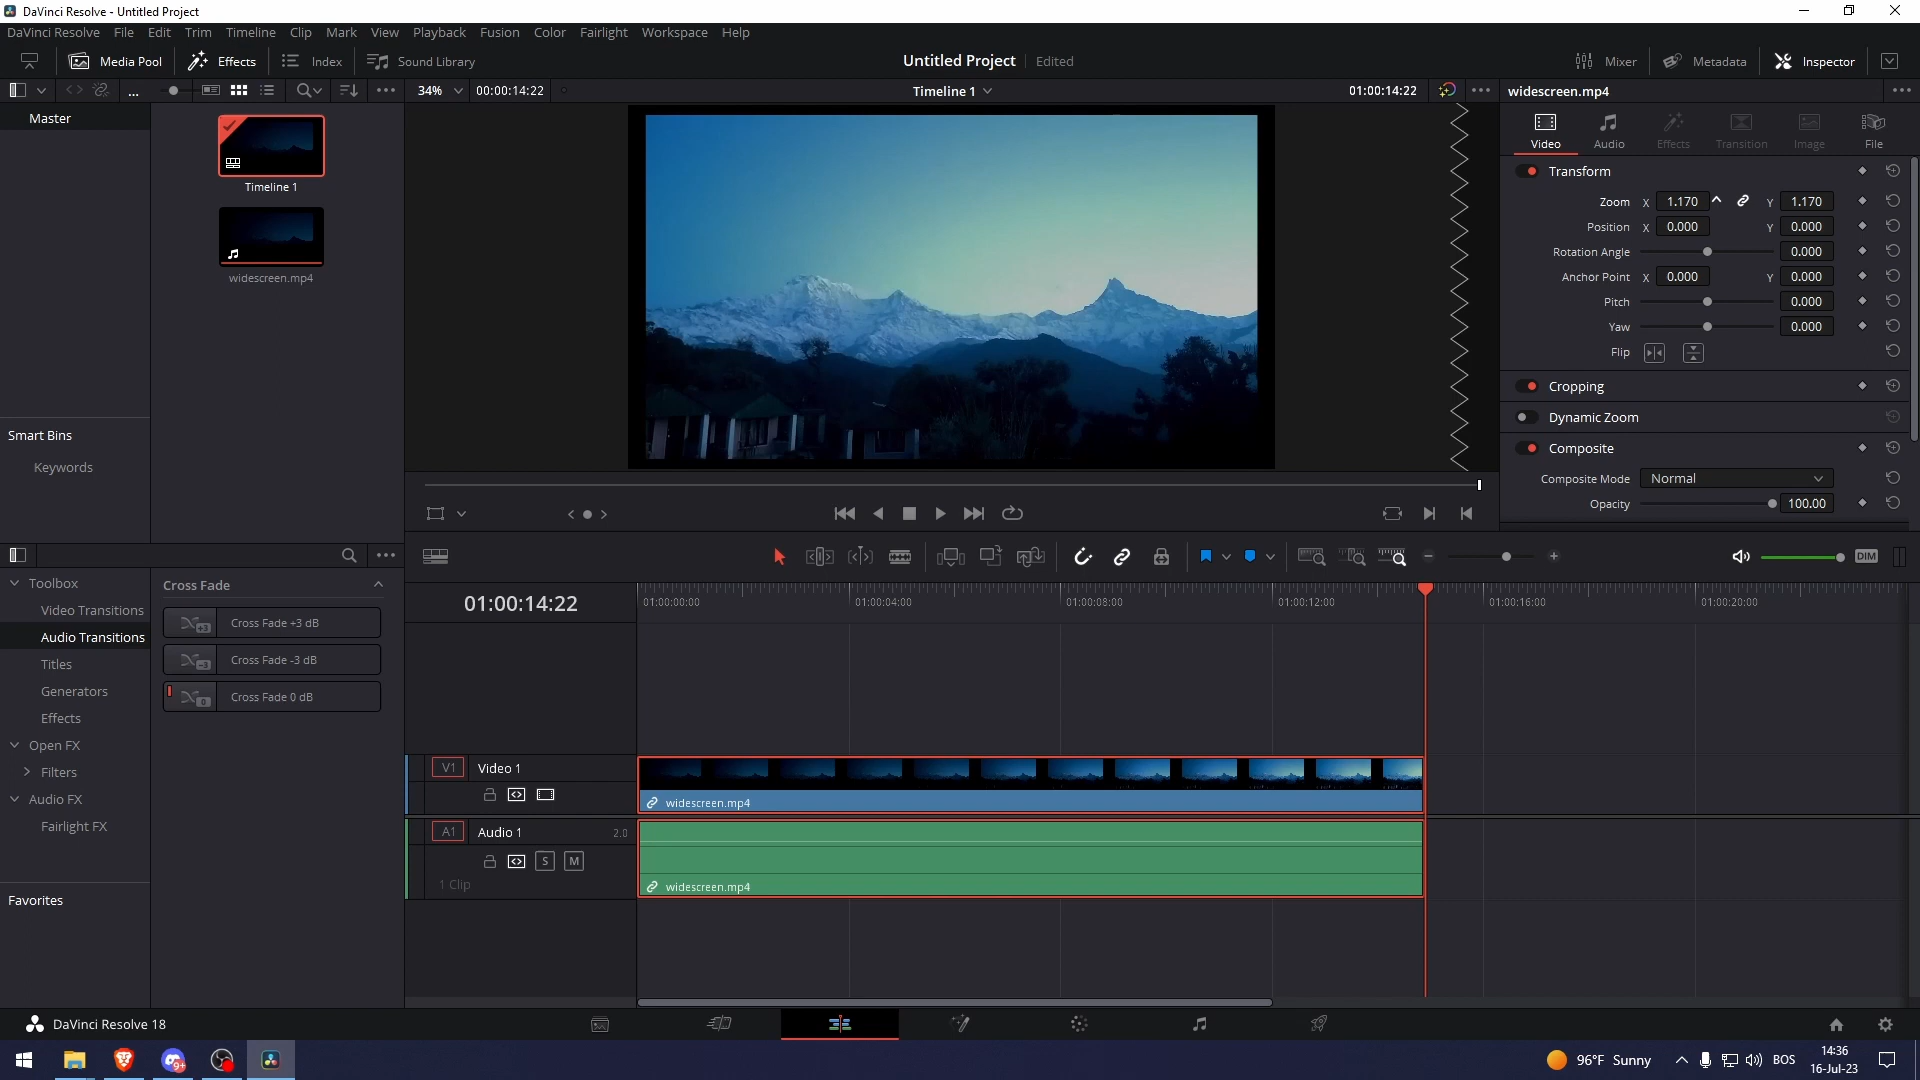 DaVinci Resolve - Untitled Project
DaVinci Resolve File Edit Trim Timeline Clip Mark View Playback Fusion Color Fairlight Workspace Help
Media Pool Effects Index Sound Library Untitled Project Edited Mixer Metadata Inspector
... 34% 00:00:14:22 Timeline 1 01:00:14:22 widescreen.mp4
Master
Timeline 1
widescreen.mp4
Smart Bins
Keywords
Video Audio Effects Transition Image File
Transform
Zoom X 1.170 Y 1.170
Position X 0.000 Y 0.000
Rotation Angle 0.000
Anchor Point X 0.000 Y 0.000
Pitch 0.000
Yaw 0.000
Flip
Cropping
Dynamic Zoom
Composite
Composite Mode Normal
Opacity 100.00
DIM
Toolbox
Video Transitions
Audio Transitions
Titles
Generators
Effects
Open FX
Filters
Audio FX
Fairlight FX
Favorites
Cross Fade
+3 Cross Fade +3 dB
-3 Cross Fade -3 dB
0 Cross Fade 0 dB
01:00:14:22
01:00:00:00 01:00:04:00 01:00:08:00 01:00:12:00 01:00:16:00 01:00:20:00
V1 Video 1
widescreen.mp4
A1 Audio 1 2.0
S M
1 Clip
widescreen.mp4
DaVinci Resolve 18
9+
96°F Sunny BOS 14:36
16-Jul-23